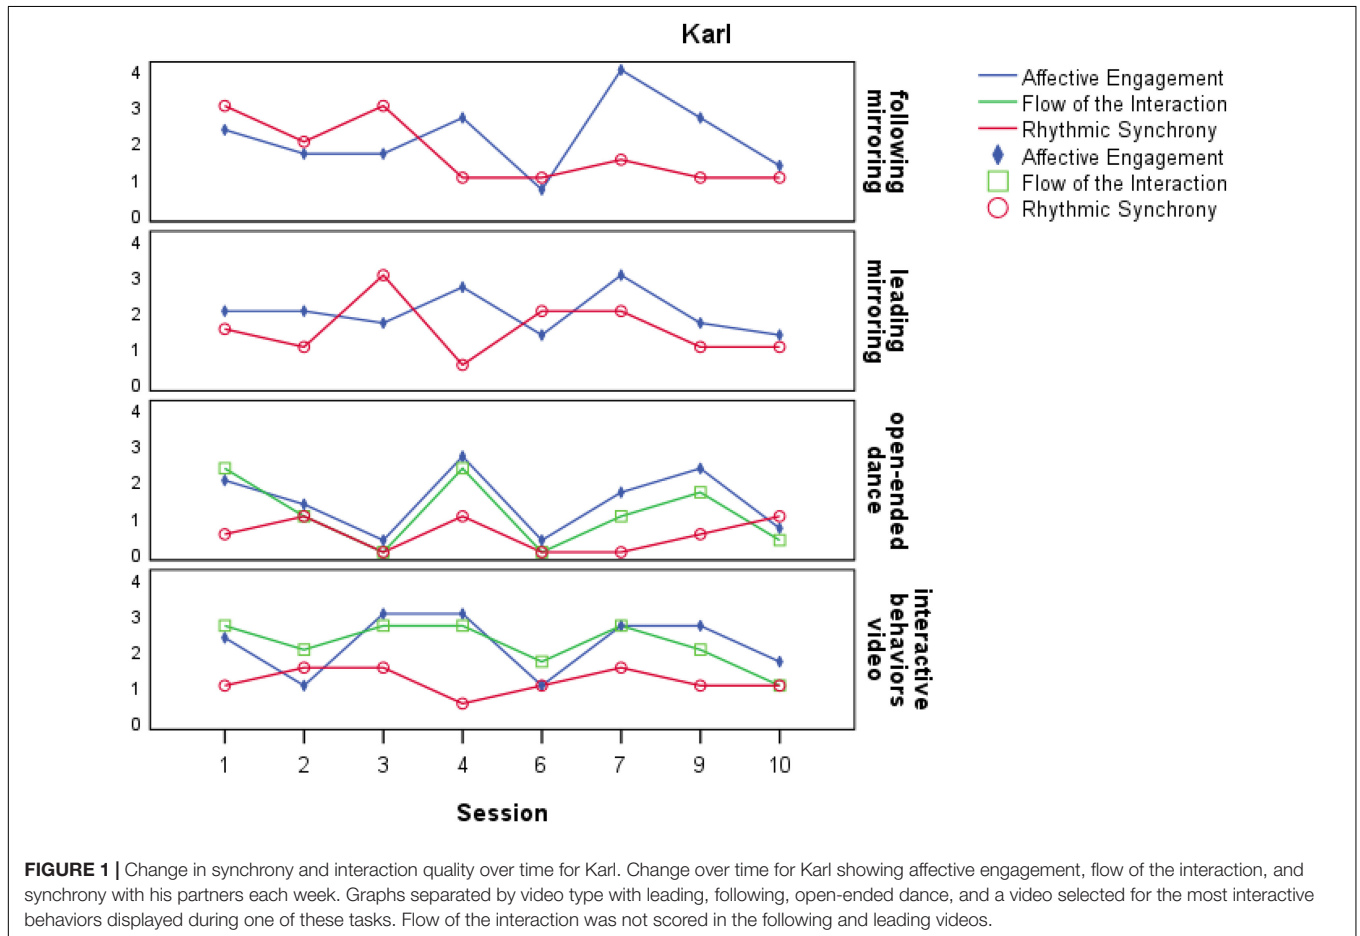 Karl
4
3
2
1
0
following
mirroring
Affective Engagement
Flow of the Interaction
Rhythmic Synchrony
Affective Engagement
Flow of the Interaction
Rhythmic Synchrony
4
3
2
1
0
leading
mirroring
4
3
2
1
0
open-ended
dance
4
3
2
1
0
interactive
behaviors
video
1 2 3 4 6 7 9 10
Session
FIGURE 1 | Change in synchrony and interaction quality over time for Karl. Change over time for Karl showing affective engagement, flow of the interaction, and
synchrony with his partners each week. Graphs separated by video type with leading, following, open-ended dance, and a video selected for the most interactive
behaviors displayed during one of these tasks. Flow of the interaction was not scored in the following and leading videos.